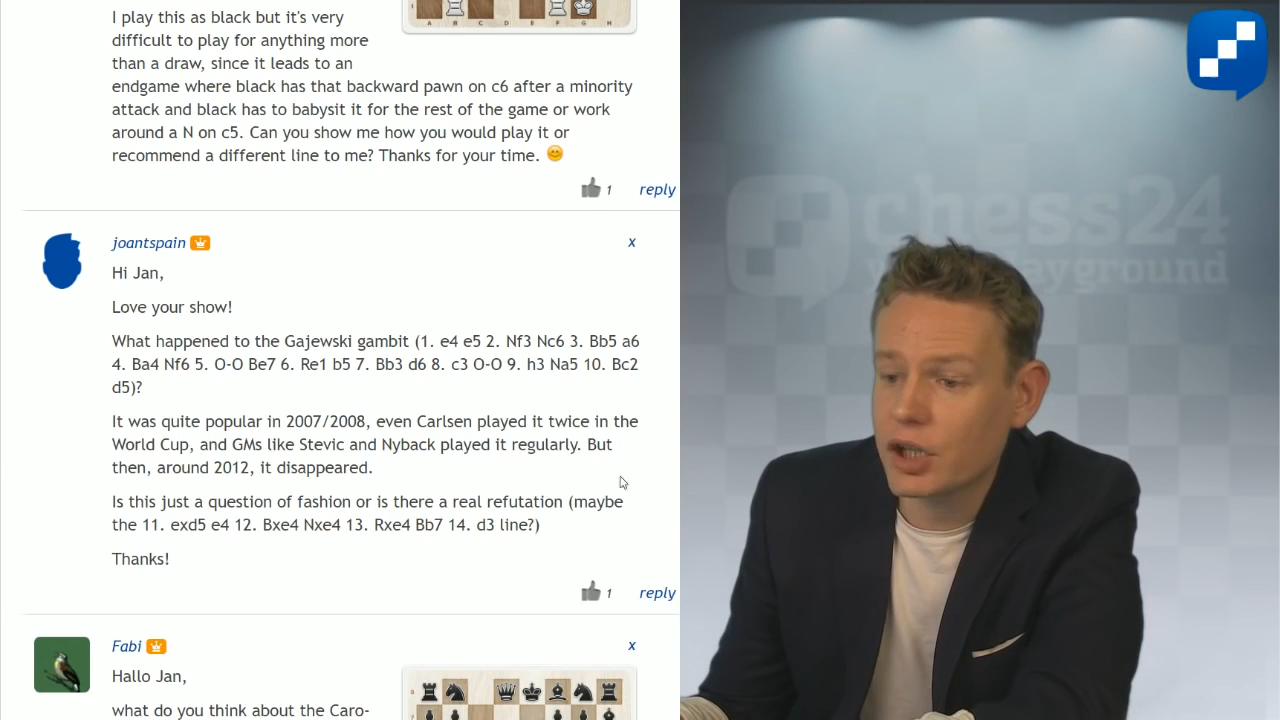 I play this as black but it's very
difficult to play for anything more
than a draw, since it leads to an
endgame where black has that backward pawn on c6 after a minority
attack and black has to babysit it for the rest of the game or work
around a N on c5. Can you show me how you would play it or
recommend a different line to me? Thanks for your time. 😊
A B C D E F G H
1
1 reply
joantspain x
Hi Jan,
Love your show!
What happened to the Gajewski gambit (1. e4 e5 2. Nf3 Nc6 3. Bb5 a6
4. Ba4 Nf6 5. O-O Be7 6. Re1 b5 7. Bb3 d6 8. c3 O-O 9. h3 Na5 10. Bc2
d5)?
It was quite popular in 2007/2008, even Carlsen played it twice in the
World Cup, and GMs like Stevic and Nyback played it regularly. But
then, around 2012, it disappeared.
Is this just a question of fashion or is there a real refutation (maybe
the 11. exd5 e4 12. Bxe4 Nxe4 13. Rxe4 Bb7 14. d3 line?)
Thanks!
1 reply
Fabi x
Hallo Jan,
what do you think about the Caro-
8
chess24
ayground